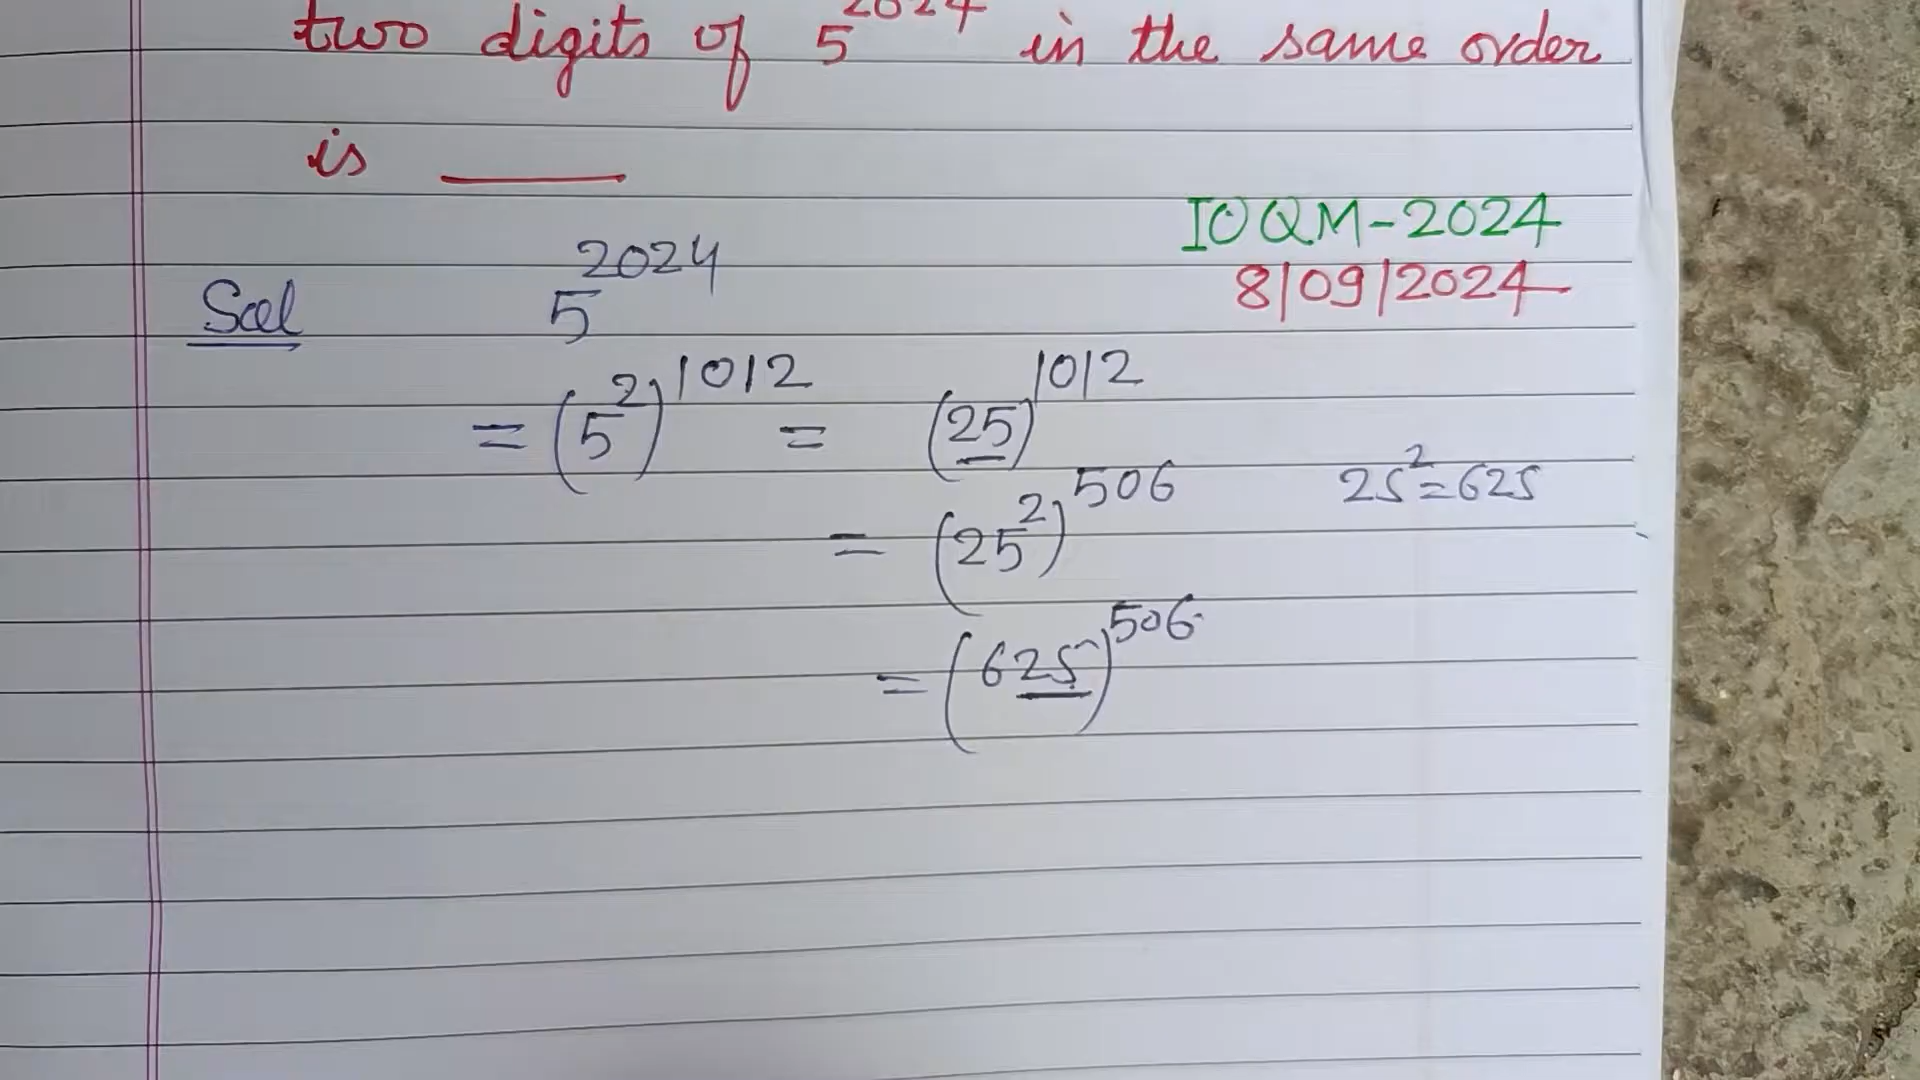 two digits of 5^2024 in the same order
is ____
IOQM-2024
8/09/2024
Sol 5^2024
= (5^2)^1012 = (25)^1012
= (25^2)^506 25^2=625
= (625)^506